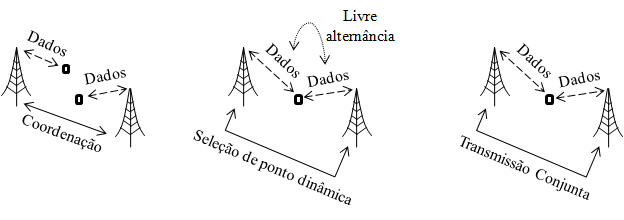 Dados
Dados
Coordenação
Livre
alternância
Dados
Dados
Seleção de ponto dinâmica
Dados
Dados
Transmissão Conjunta